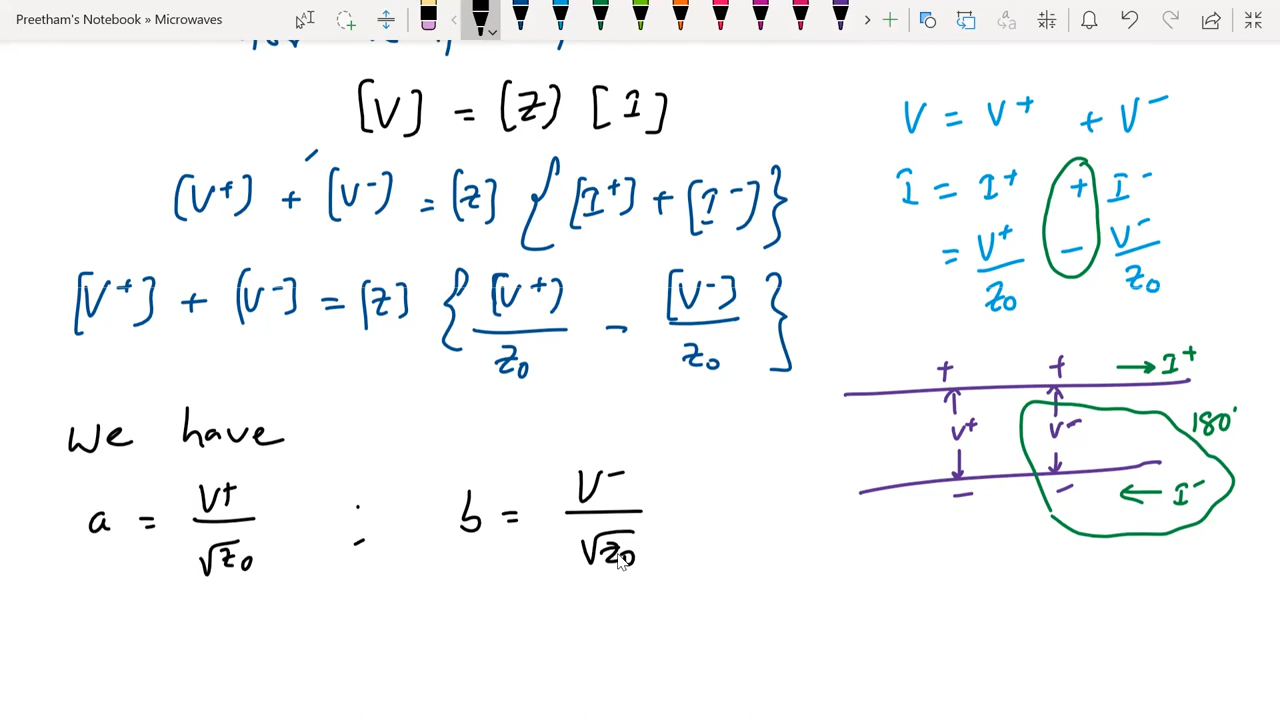 Preetham's Notebook » Microwaves
[V] = [Z] [I]
[V⁺] + [V⁻] = [Z] { [I⁺] + [I⁻] }
[V⁺] + [V⁻] = [Z] { [V⁺]/Z₀ − [V⁻]/Z₀ }
We have
a = V⁺/√Z₀ ; b = V⁻/√Z₀
V = V⁺ + V⁻
I = I⁺ + I⁻
= V⁺/Z₀ − V⁻/Z₀
+ + → I⁺
V⁺ V⁻ 180°
− − ← I⁻